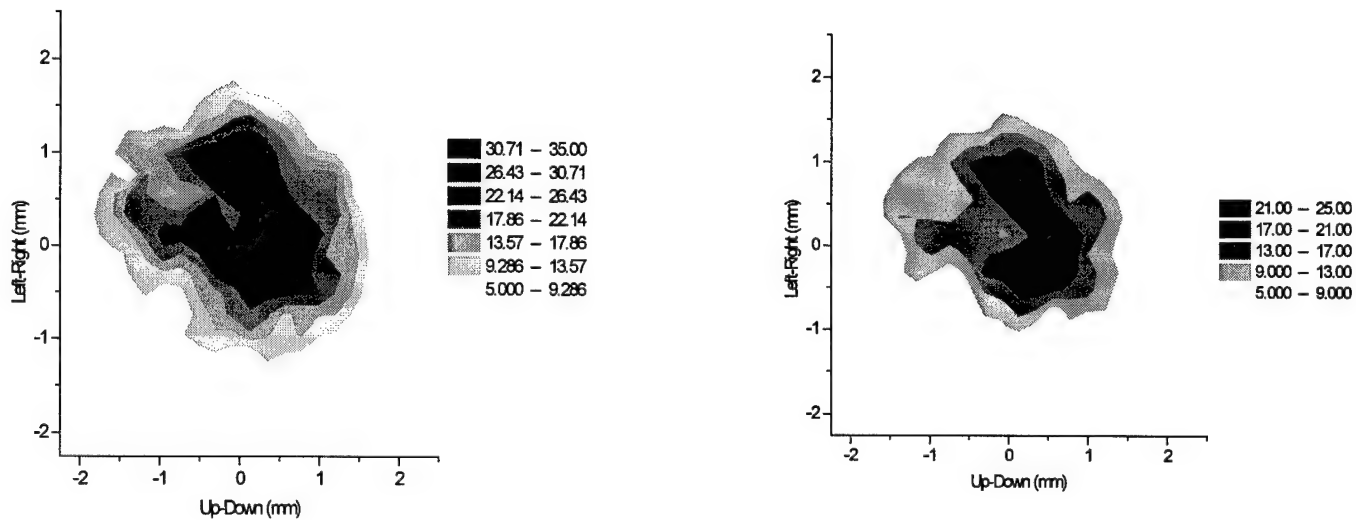 2
1
0
-1
-2
Left-Right (mm)
-2 -1 0 1 2
Up-Down (mm)
30.71 – 35.00
26.43 – 30.71
22.14 – 26.43
17.86 – 22.14
13.57 – 17.86
9.286 – 13.57
5.000 – 9.286
2
1
0
-1
-2
Left-Right (mm)
-2 -1 0 1 2
Up-Down (mm)
21.00 – 25.00
17.00 – 21.00
13.00 – 17.00
9.000 – 13.00
5.000 – 9.000